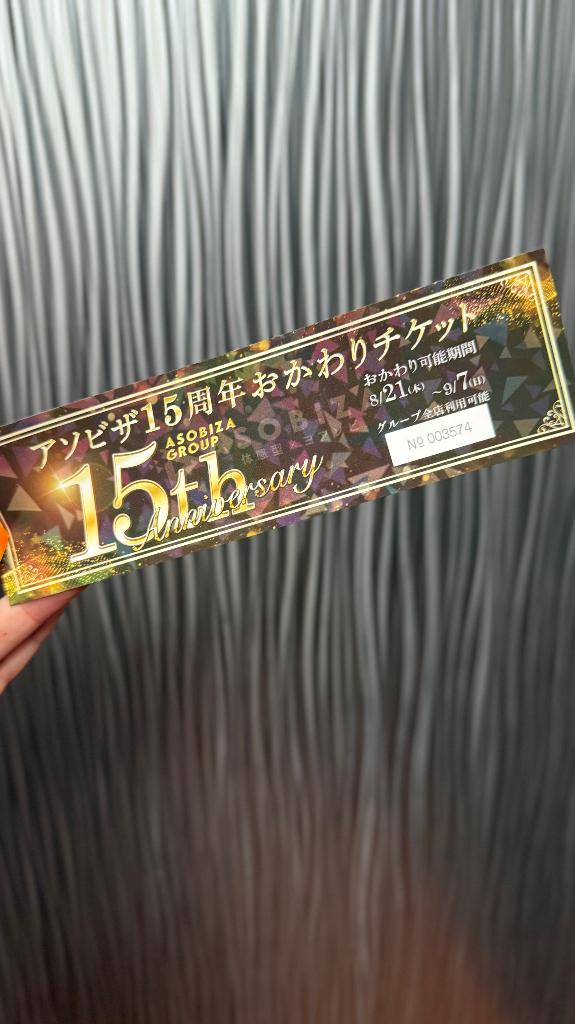 アソビザ15周年おかわりチケット
おかわり可能期間
8/21(木) ~9/7(日)
グループ全店利用可能
№ 003574
ASOBIZA
GROUP
15th
Anniversary
ASOBIZ